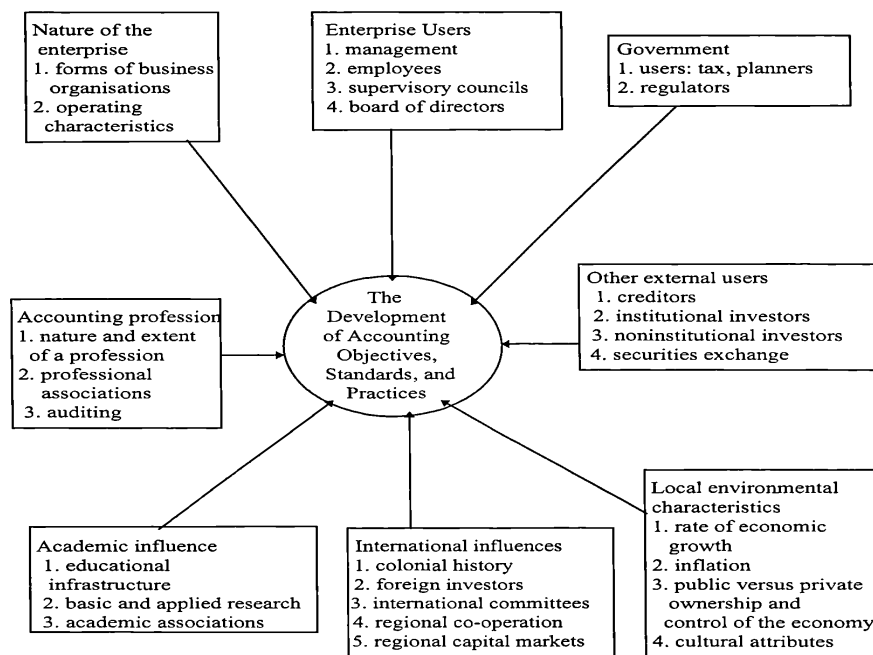 Nature of the
enterprise
1. forms of business
organisations
2. operating
characteristics
Enterprise Users
1. management
2. employees
3. supervisory councils
4. board of directors
Government
1. users: tax, planners
2. regulators
Accounting profession
1. nature and extent
of a profession
2. professional
associations
3. auditing
The
Development
of Accounting
Objectives,
Standards, and
Practices
Other external users
1. creditors
2. institutional investors
3. noninstitutional investors
4. securities exchange
Academic influence
1. educational
infrastructure
2. basic and applied research
3. academic associations
International influences
1. colonial history
2. foreign investors
3. international committees
4. regional co-operation
5. regional capital markets
Local environmental
characteristics
1. rate of economic
growth
2. inflation
3. public versus private
ownership and
control of the economy
4. cultural attributes